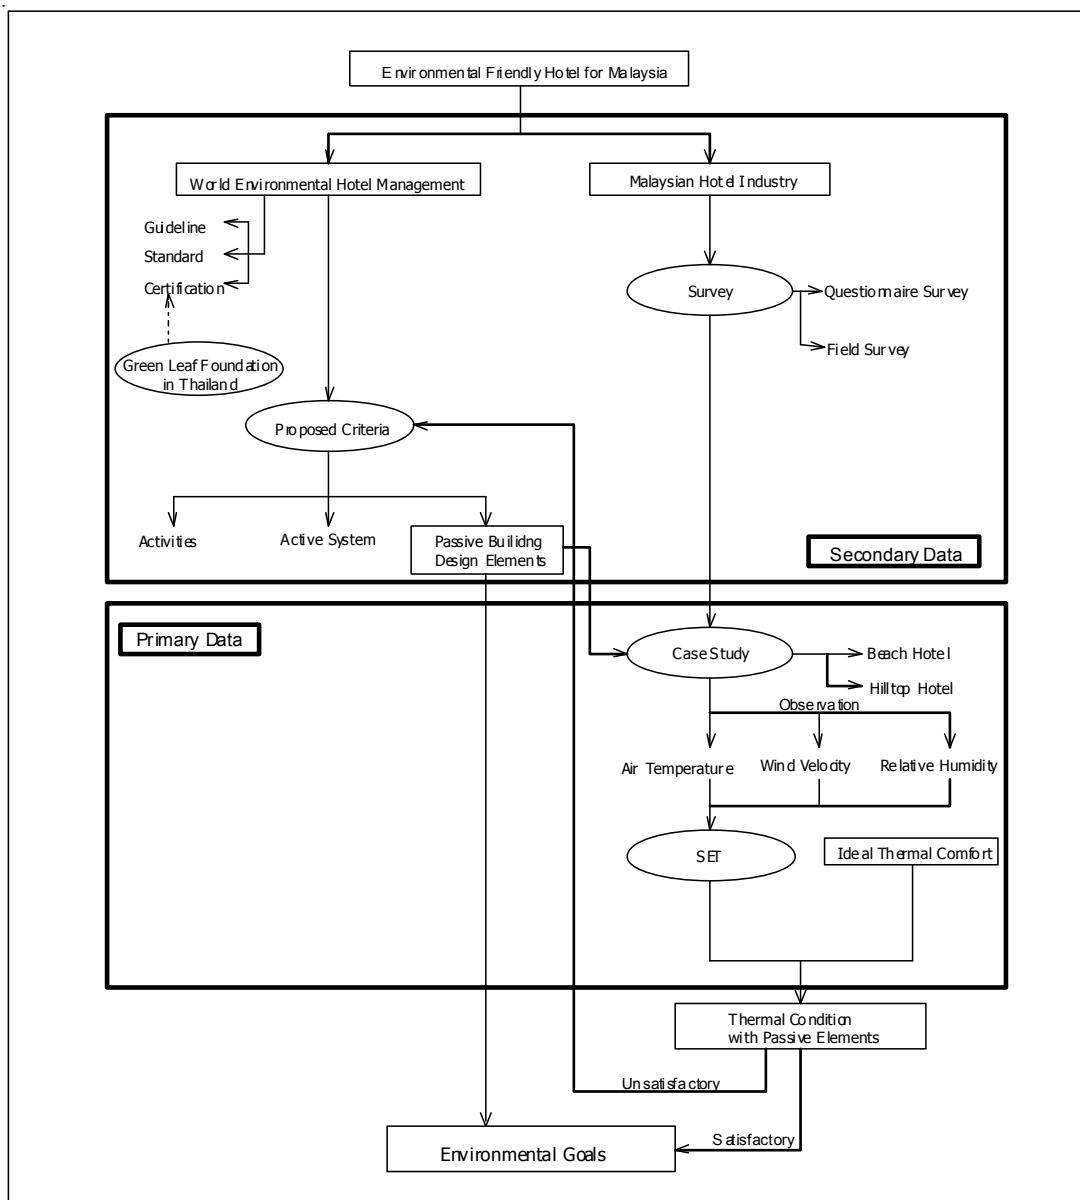 Environmental Friendly Hotel for Malaysia
World Environmental Hotel Management
Malaysian Hotel Industry
Guideline
Standard
Certification
Survey
Questionnaire Survey
Field Survey
Green Leaf Foundation
in Thailand
Proposed Criteria
Activities
Active System
Passive Builidng
Design Elements
Secondary Data
Primary Data
Case Study
Beach Hotel
Hilltop Hotel
Observation
Air Temperature
Wind Velocity
Relative Humidity
SET
Ideal Thermal Comfort
Thermal Condition
with Passive Elements
Unsatisfactory
Satisfactory
Environmental Goals